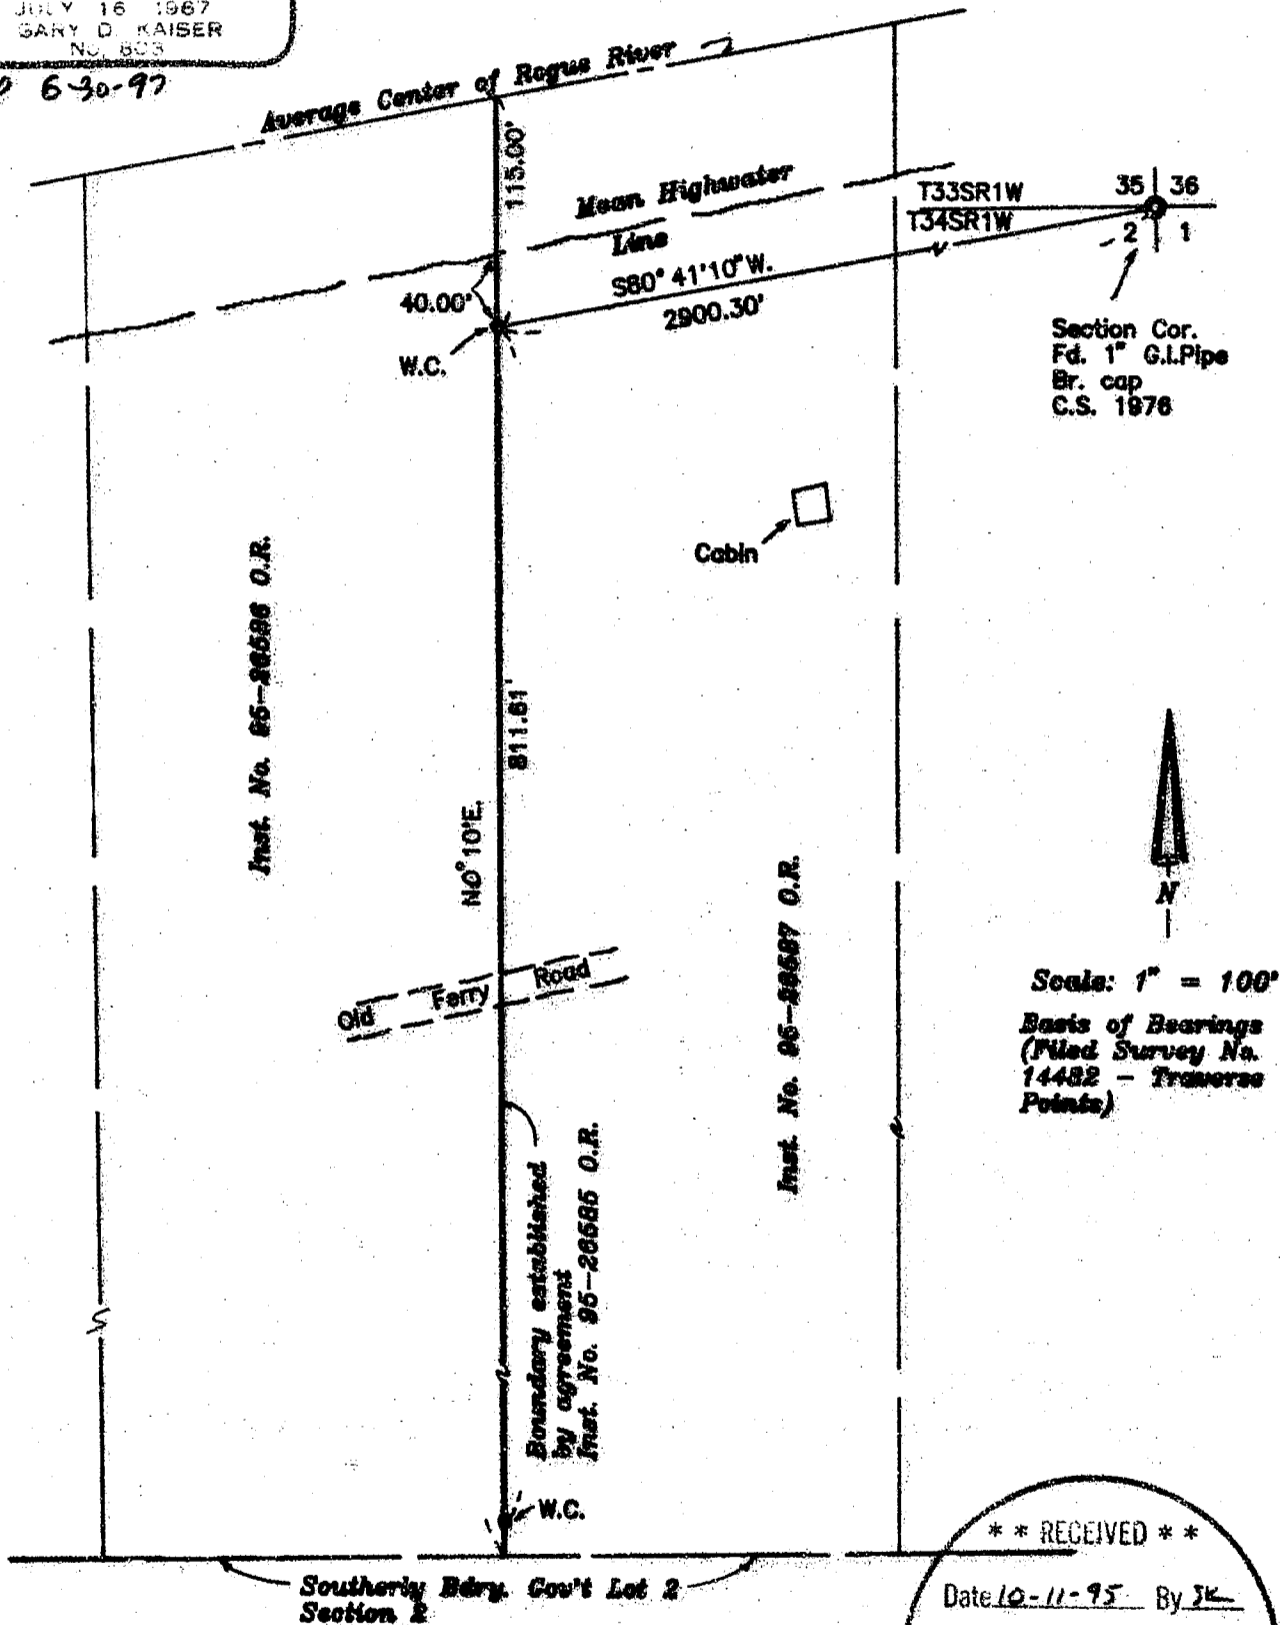 JULY 16 1967
GARY D. KAISER
NO. 803
6-30-97
Average Center of Rogue River
115.00'
Mean Highwater
Line
T33SR1W
T34SR1W
35 36
2 1
S80° 41'10"W.
2900.30'
40.00'
W.C.
Section Cor.
Fd. 1" G.I.Pipe
Br. cap
C.S. 1976
Cabin
Inst. No. 95-26586 O.R.
811.61'
N0°10'E.
Inst. No. 95-26587 O.R.
N
Old Ferry Road
Scale: 1" = 100'
Basis of Bearings
(Filed Survey No.
14482 - Traverse
Points)
Boundary established
by agreement
Inst. No. 95-26585 O.R.
W.C.
Southerly Bdry. Gov't Lot 2
Section 2
* * RECEIVED * *
Date 10-11-95 By SK